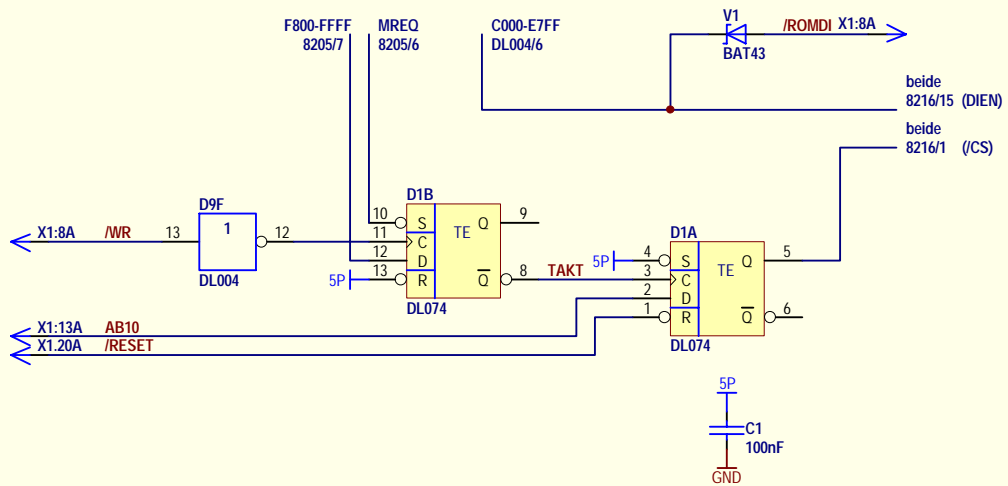 V1
F800-FFFF MREQ C000-E7FF /ROMDI X1:8A
8205/7 8205/6 DL004/6
BAT43
beide
8216/15 (DIEN)
beide
8216/1 (/CS)
D1B
D9F 10 S Q 9 D1A
X1:8A /WR 13 1 12 11 C TE 4 S Q 5
12 D 5P TE
5P 13 R Q 8 TAKT 3 C
DL004 DL074 2 D
1 R Q 6
X1:13A AB10
X1.20A /RESET DL074
5P
C1
100nF
GND